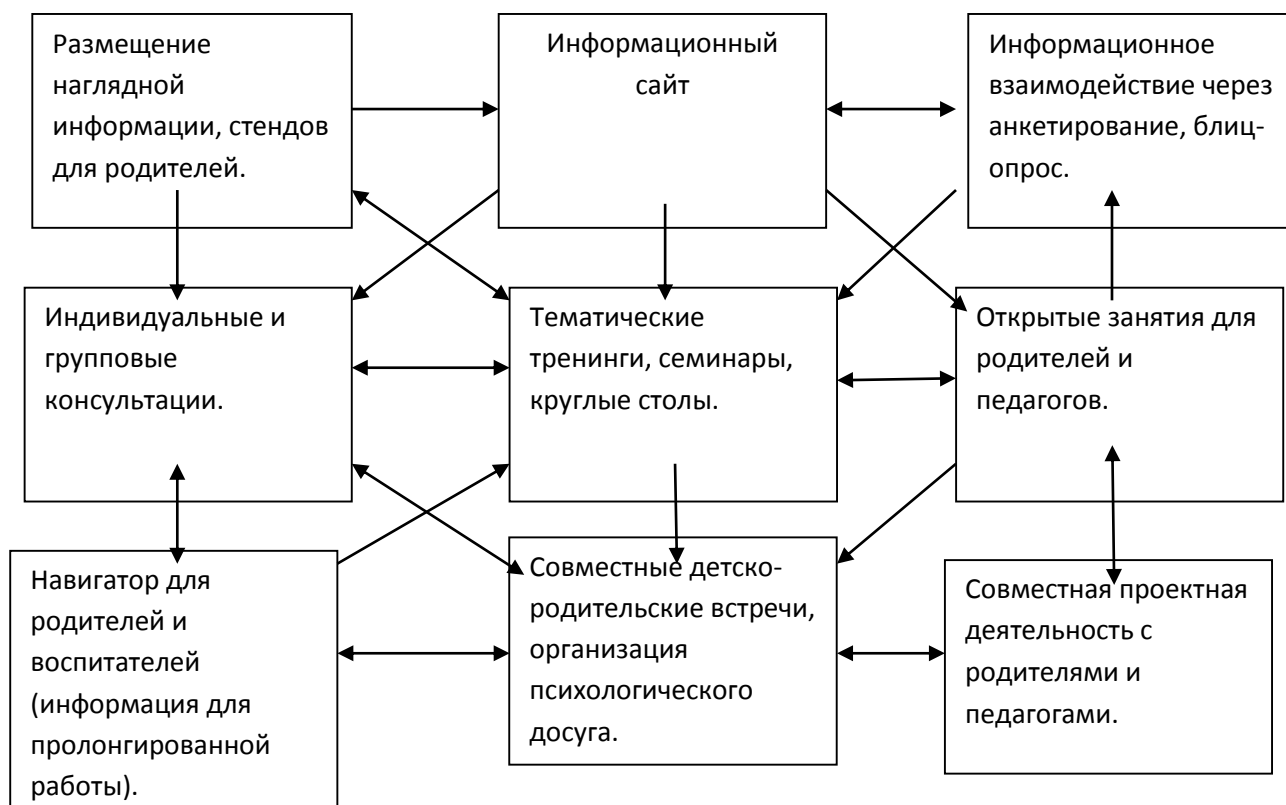 Размещение
наглядной
информации, стендов
для родителей.
Информационный
сайт
Информационное
взаимодействие через
анкетирование, блиц-
опрос.
Индивидуальные и
групповые
консультации.
Тематические
тренинги, семинары,
круглые столы.
Открытые занятия для
родителей и
педагогов.
Навигатор для
родителей и
воспитателей
(информация для
пролонгированной
работы).
Совместные детско-
родительские встречи,
организация
психологического
досуга.
Совместная проектная
деятельность с
родителями и
педагогами.